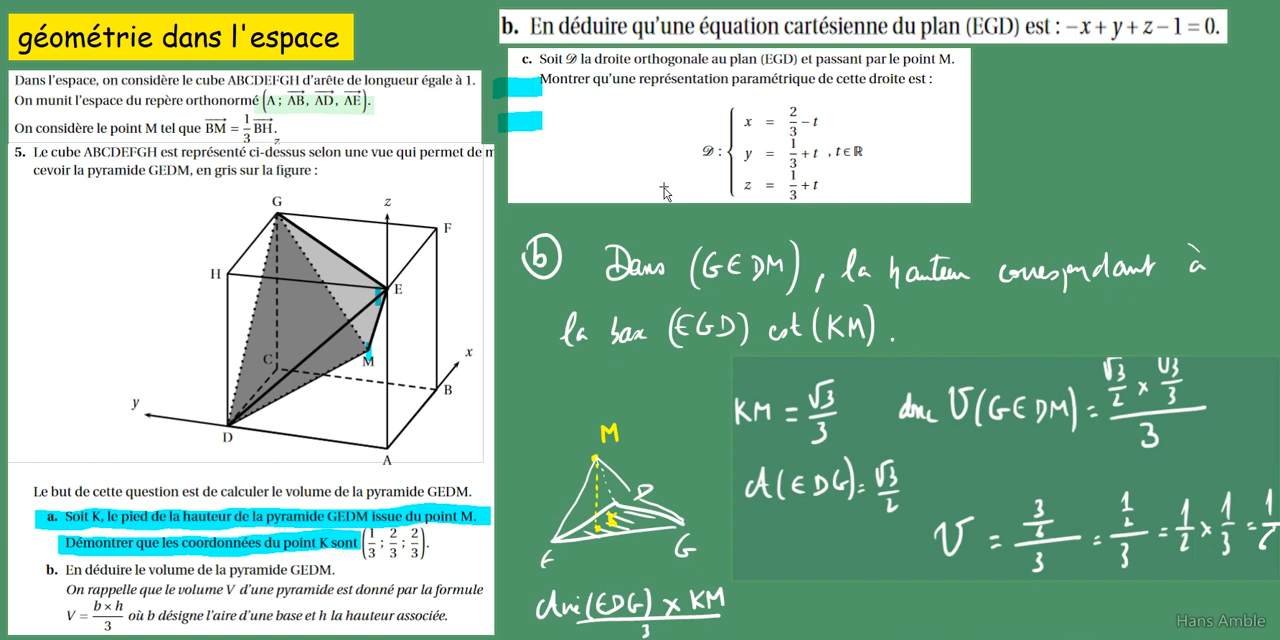 géométrie dans l'espace
Dans l'espace, on considère le cube ABCDEFGH d'arête de longueur égale à 1.
On munit l'espace du repère orthonormé (A ; AB, AD, AE).
On considère le point M tel que BM = 1/3 BH.
5. Le cube ABCDEFGH est représenté ci-dessus selon une vue qui permet de
cevoir la pyramide GEDM, en gris sur la figure :
G
z
F
H
E
C
M
x
B
y
D
A
Le but de cette question est de calculer le volume de la pyramide GEDM.
a. Soit K, le pied de la hauteur de la pyramide GEDM issue du point M.
Démontrer que les coordonnées du point K sont (1/3 ; 2/3 ; 2/3).
b. En déduire le volume de la pyramide GEDM.
On rappelle que le volume V d'une pyramide est donné par la formule
V = b × h / 3 où b désigne l'aire d'une base et h la hauteur associée.
b. En déduire qu'une équation cartésienne du plan (EGD) est : −x + y + z − 1 = 0.
c. Soit 𝒟 la droite orthogonale au plan (EGD) et passant par le point M.
Montrer qu'une représentation paramétrique de cette droite est :
x = 2/3 − t
𝒟 : y = 1/3 + t , t ∈ ℝ
z = 1/3 + t
b Dans (GEDM), la hauteur correspondant à
la base (EGD) est (KM).
KM = √3/3 donc V(GEDM) = (√3/2 × √3/3)/3
A(EDG) = √3/2
V = (3/6)/3 = (1/2)/3 = 1/2 × 1/3 = 1/6
M
D
K
E
G
Aire(EDG) × KM / 3
Hans Amble